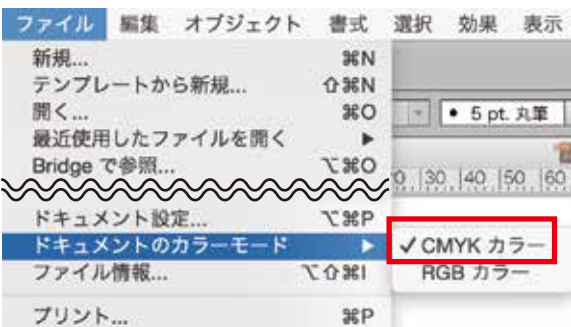 ファイル 編集 オブジェクト 書式 選択 効果 表示
新規... ⌘N
テンプレートから新規... ⇧⌘N
開く... ⌘O
最近使用したファイルを開く ▶
Bridge で参照... ⌥⌘O
• 5 pt. 丸筆
0 30 40 50 60
ドキュメント設定... ⌥⌘P
ドキュメントのカラーモード ▶
✓ CMYK カラー
RGB カラー
ファイル情報... ⌥⇧⌘I
プリント... ⌘P